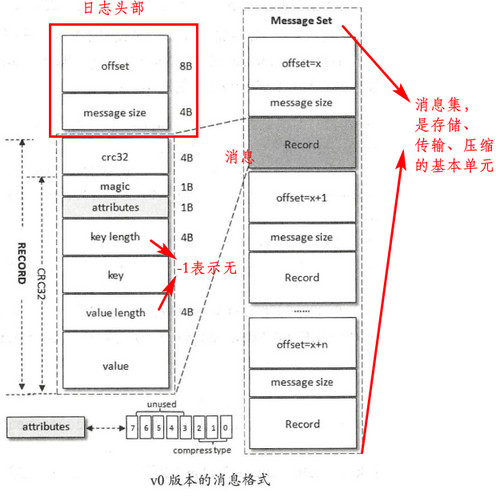 日志头部
offset
8B
message size
4B
crc32
4B
magic
1B
attributes
1B
key length
4B
key
value length
4B
value
RECORD
CRC32
-1表示无
消息
Message Set
offset=x
message size
Record
offset=x+1
message size
Record
……
offset=x+n
message size
Record
消息集，
是存储、
传输、压缩
的基本单元
attributes
unused
7 6 5 4 3 2 1 0
compress type
v0 版本的消息格式